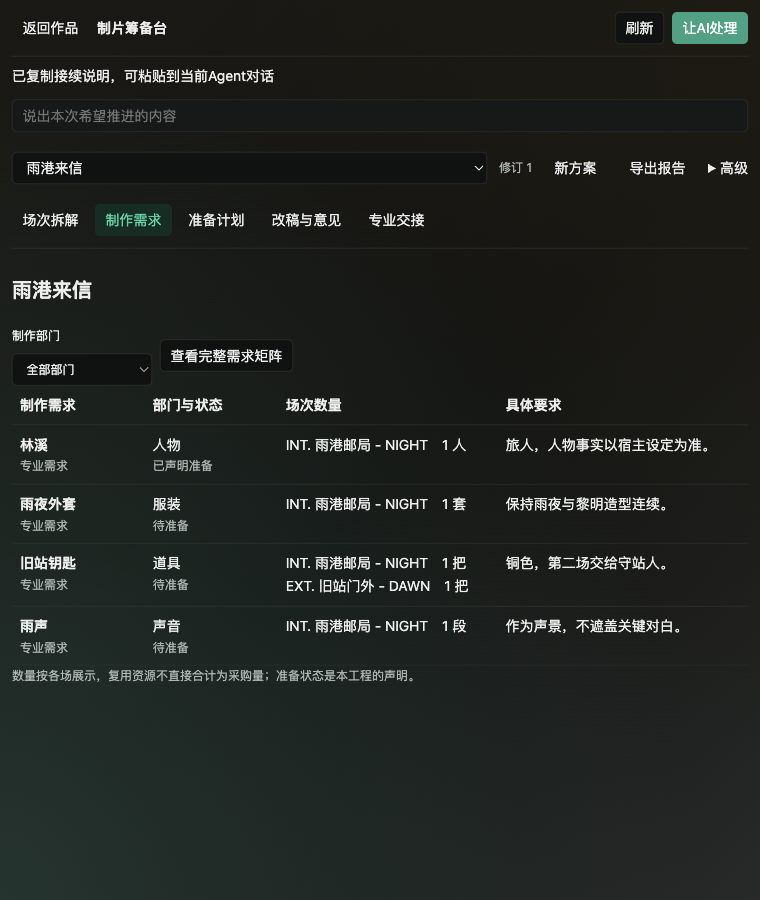 返回作品 制片筹备台 刷新 让AI处理
已复制接续说明，可粘贴到当前Agent对话
说出本次希望推进的内容
雨港来信 修订 1 新方案 导出报告 ▶ 高级
场次拆解 制作需求 准备计划 改稿与意见 专业交接
雨港来信
制作部门
全部部门 查看完整需求矩阵
制作需求 部门与状态 场次数量 具体要求
林溪 人物 INT. 雨港邮局 - NIGHT 1 人 旅人，人物事实以宿主设定为准。
专业需求 已声明准备
雨夜外套 服装 INT. 雨港邮局 - NIGHT 1 套 保持雨夜与黎明造型连续。
专业需求 待准备
旧站钥匙 道具 INT. 雨港邮局 - NIGHT 1 把 铜色，第二场交给守站人。
专业需求 待准备 EXT. 旧站门外 - DAWN 1 把
雨声 声音 INT. 雨港邮局 - NIGHT 1 段 作为声景，不遮盖关键对白。
专业需求 待准备
数量按各场展示，复用资源不直接合计为采购量；准备状态是本工程的声明。